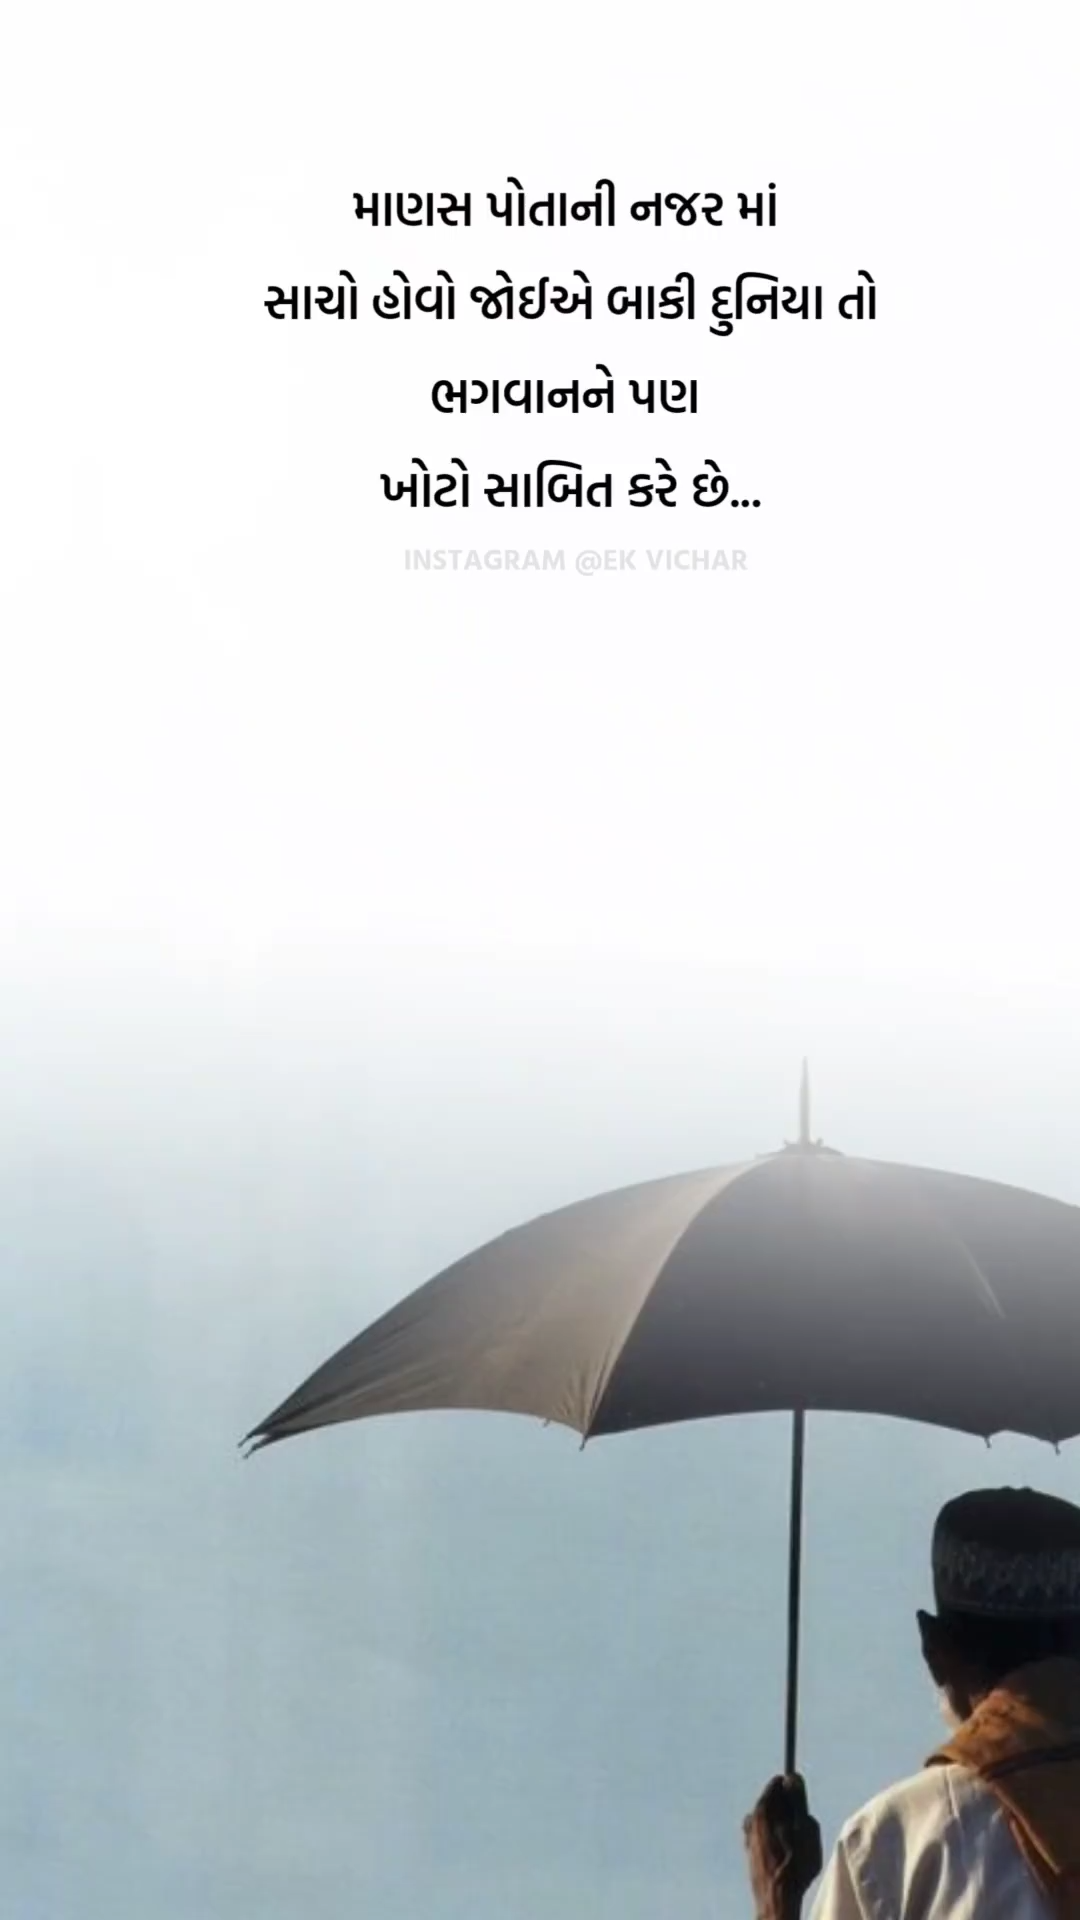 માણસ પોતાની નજર માં
સાચો હોવો જોઈએ બાકી દુનિયા તો
ભગવાનને પણ
ખોટો સાબિત કરે છે...
INSTAGRAM @EK VICHAR